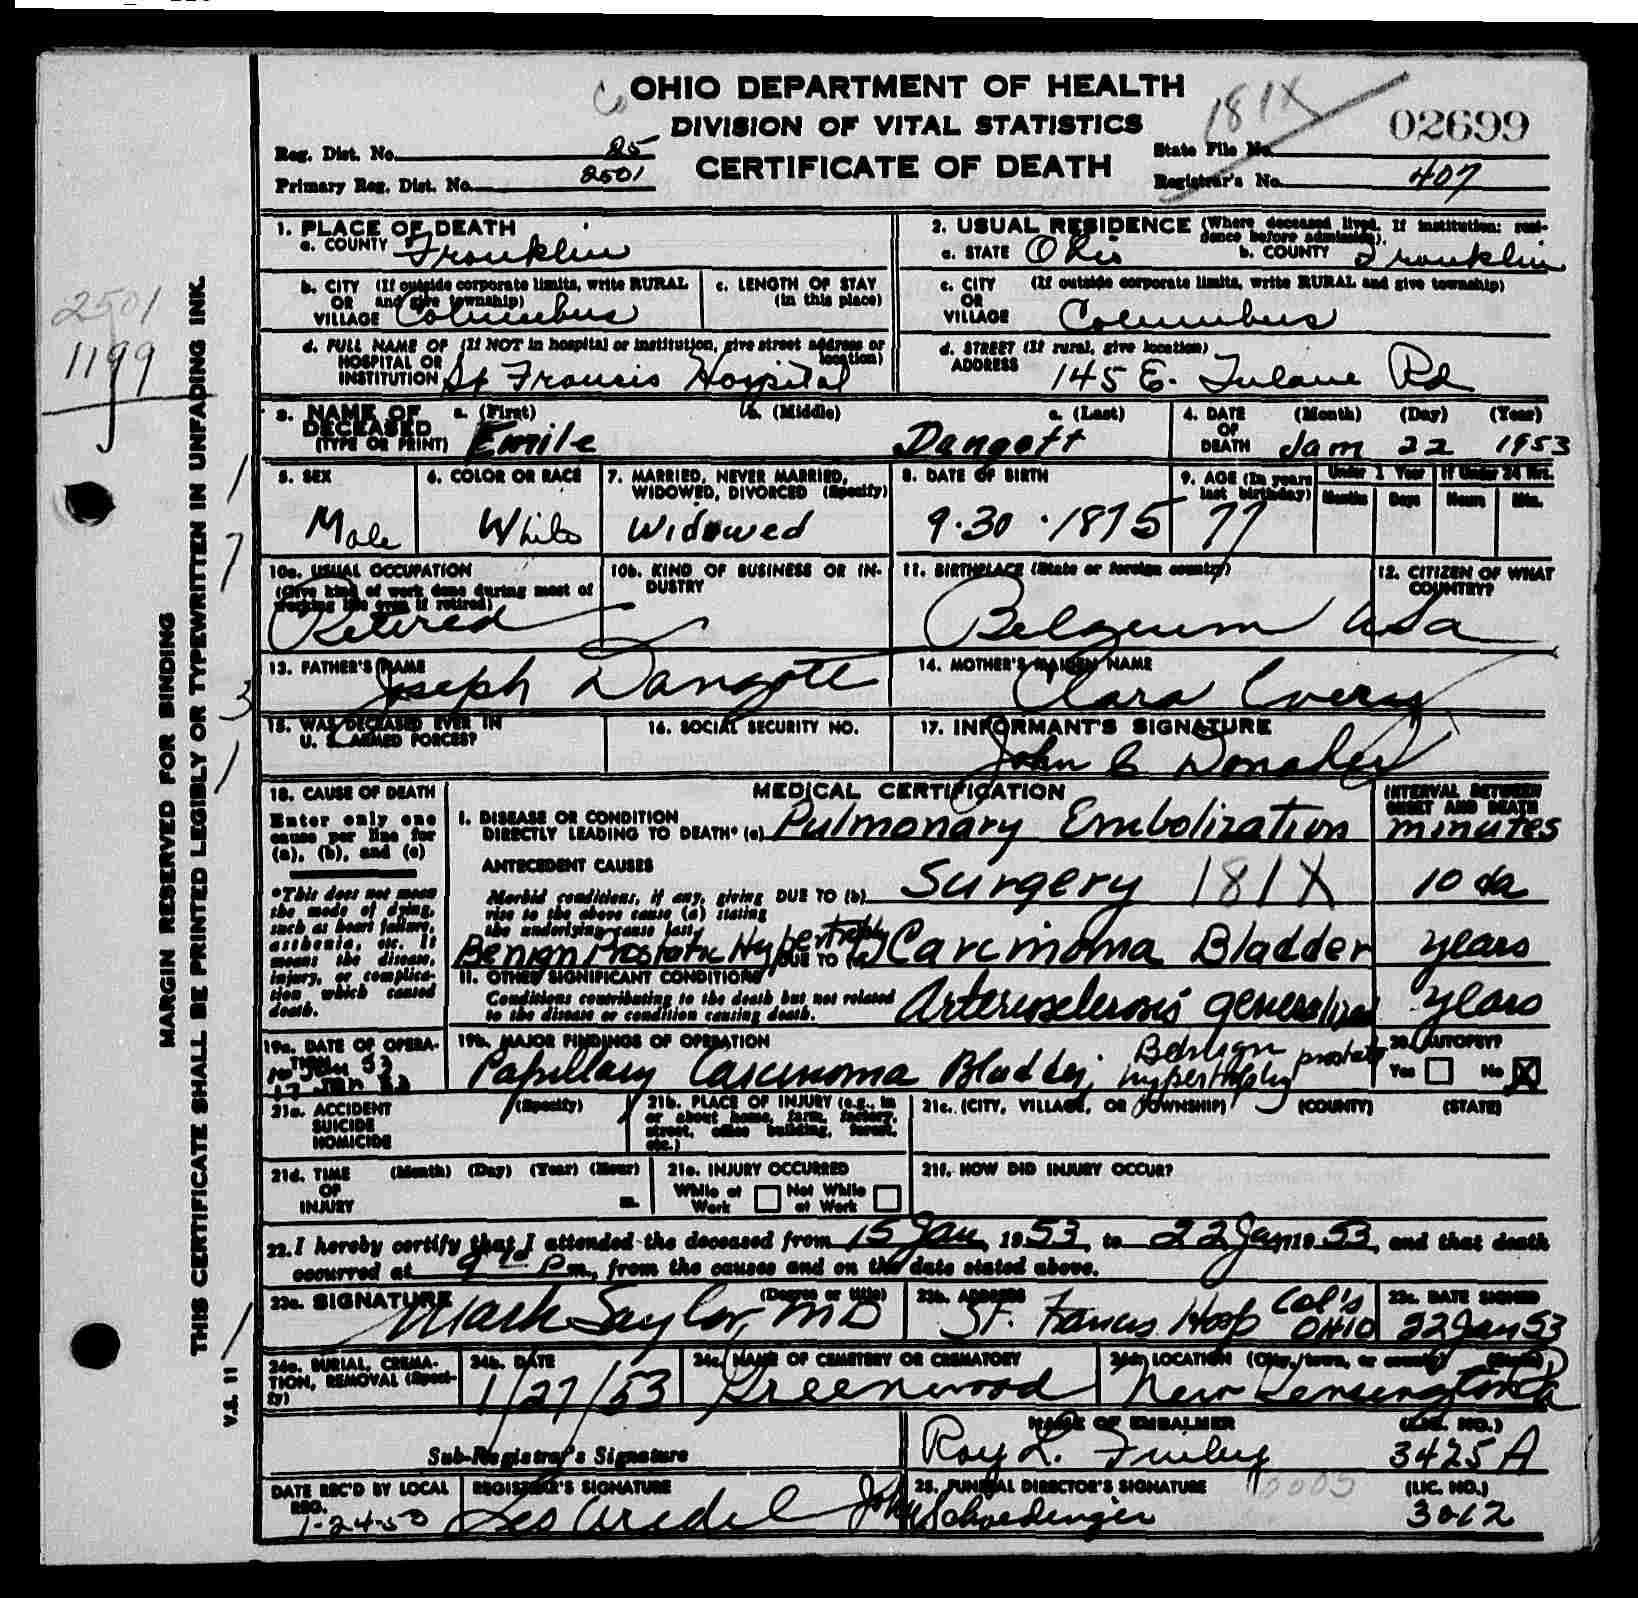 OHIO DEPARTMENT OF HEALTH
DIVISION OF VITAL STATISTICS
CERTIFICATE OF DEATH
181X
02699
Reg. Dist. No. 25
Primary Reg. Dist. No. 2501
State File No.
Registrar's No. 407
1. PLACE OF DEATH
a. COUNTY Franklin
2. USUAL RESIDENCE (Where deceased lived. If institution: residence before admission).
a. STATE Ohio b. COUNTY Franklin
b. CITY (If outside corporate limits, write RURAL
OR and give township)
VILLAGE Columbus
c. LENGTH OF STAY
(in this place)
c. CITY (If outside corporate limits, write RURAL and give township)
OR
VILLAGE Columbus
d. FULL NAME OF (If NOT in hospital or institution, give street address or
HOSPITAL OR location)
INSTITUTION St Francis Hospital
d. STREET (If rural, give location)
ADDRESS 145 E. Tulane Rd
3. NAME OF a. (First) b. (Middle) c. (Last)
DECEASED
(TYPE OR PRINT) Emile Dangott
4. DATE (Month) (Day) (Year)
OF
DEATH Jan 22 1953
5. SEX
Male
6. COLOR OR RACE
White
7. MARRIED, NEVER MARRIED,
WIDOWED, DIVORCED (Specify)
Widowed
8. DATE OF BIRTH
9·30·1875
9. AGE (In years
last birthday)
77
Under 1 Year If Under 24 Hrs.
Months Days Hours Min.
10a. USUAL OCCUPATION
(Give kind of work done during most of
working life even if retired)
Retired
10b. KIND OF BUSINESS OR IN-
DUSTRY
11. BIRTHPLACE (State or foreign country)
Belgium
12. CITIZEN OF WHAT
COUNTRY?
USA
13. FATHER'S NAME
Joseph Dangott
14. MOTHER'S MAIDEN NAME
Clara
15. WAS DECEASED EVER IN
U. S. ARMED FORCES?
16. SOCIAL SECURITY NO.
17. INFORMANT'S SIGNATURE
John C
18. CAUSE OF DEATH
Enter only one
cause per line for
(a), (b), and (c)
*This does not mean
the mode of dying,
such as heart failure,
asthenia, etc. It
means the disease,
injury, or complica-
tion which caused
death.
MEDICAL CERTIFICATION
INTERVAL BETWEEN
ONSET AND DEATH
I. DISEASE OR CONDITION
DIRECTLY LEADING TO DEATH* (a) Pulmonary Embolization minutes
ANTECEDENT CAUSES
Morbid conditions, if any, giving DUE TO (b) Surgery 181X 10 da
rise to the above cause (a) stating
the underlying cause last.
Benign Prostatic Hypertrophy DUE TO (c) Carcinoma Bladder years
II. OTHER SIGNIFICANT CONDITIONS
Conditions contributing to the death but not related
to the disease or condition causing death.
Arteriosclerosis generalized years
19a. DATE OF OPERA-
TION
17 Jan 53
19b. MAJOR FINDINGS OF OPERATION
Papillary Carcinoma Bladder, Benign prostate hypertrophy
20. AUTOPSY?
Yes No X
21a. ACCIDENT (Specify)
SUICIDE
HOMICIDE
21b. PLACE OF INJURY (e.g., in
or about home, farm, factory,
street, office building, forest,
etc.)
21c. (CITY, VILLAGE, OR TOWNSHIP) (COUNTY) (STATE)
21d. TIME (Month) (Day) (Year) (Hour)
OF
INJURY m.
21e. INJURY OCCURRED
While at Not While
Work at Work
21f. HOW DID INJURY OCCUR?
22. I hereby certify that I attended the deceased from 15 Jan, 1953, to 22 Jan, 1953, and that death
occurred at P m., from the causes and on the date stated above.
23a. SIGNATURE (Degree or title)
Mark Saylor, MD
23b. ADDRESS
St. Francis Hosp Col's OHIO
23c. DATE SIGNED
22 Jan 53
24a. BURIAL, CREMA-
TION, REMOVAL (Speci-
fy)
24b. DATE
1/27/53
24c. NAME OF CEMETERY OR CREMATORY
Greenwood
24d. LOCATION (City, town, or county) (State)
New Kensington Pa
Sub-Registrar's Signature
NAME OF EMBALMER (LIC. NO.)
Roy L. 3425A
DATE REC'D BY LOCAL
REG.
REGISTRAR'S SIGNATURE
25. FUNERAL DIRECTOR'S SIGNATURE (LIC. NO.)
Schoedinger 3012
MARGIN RESERVED FOR BINDING
THIS CERTIFICATE SHALL BE PRINTED LEGIBLY OR TYPEWRITTEN IN UNFADING INK.
V.S. 11
2501
1199
1
7
3
1
1